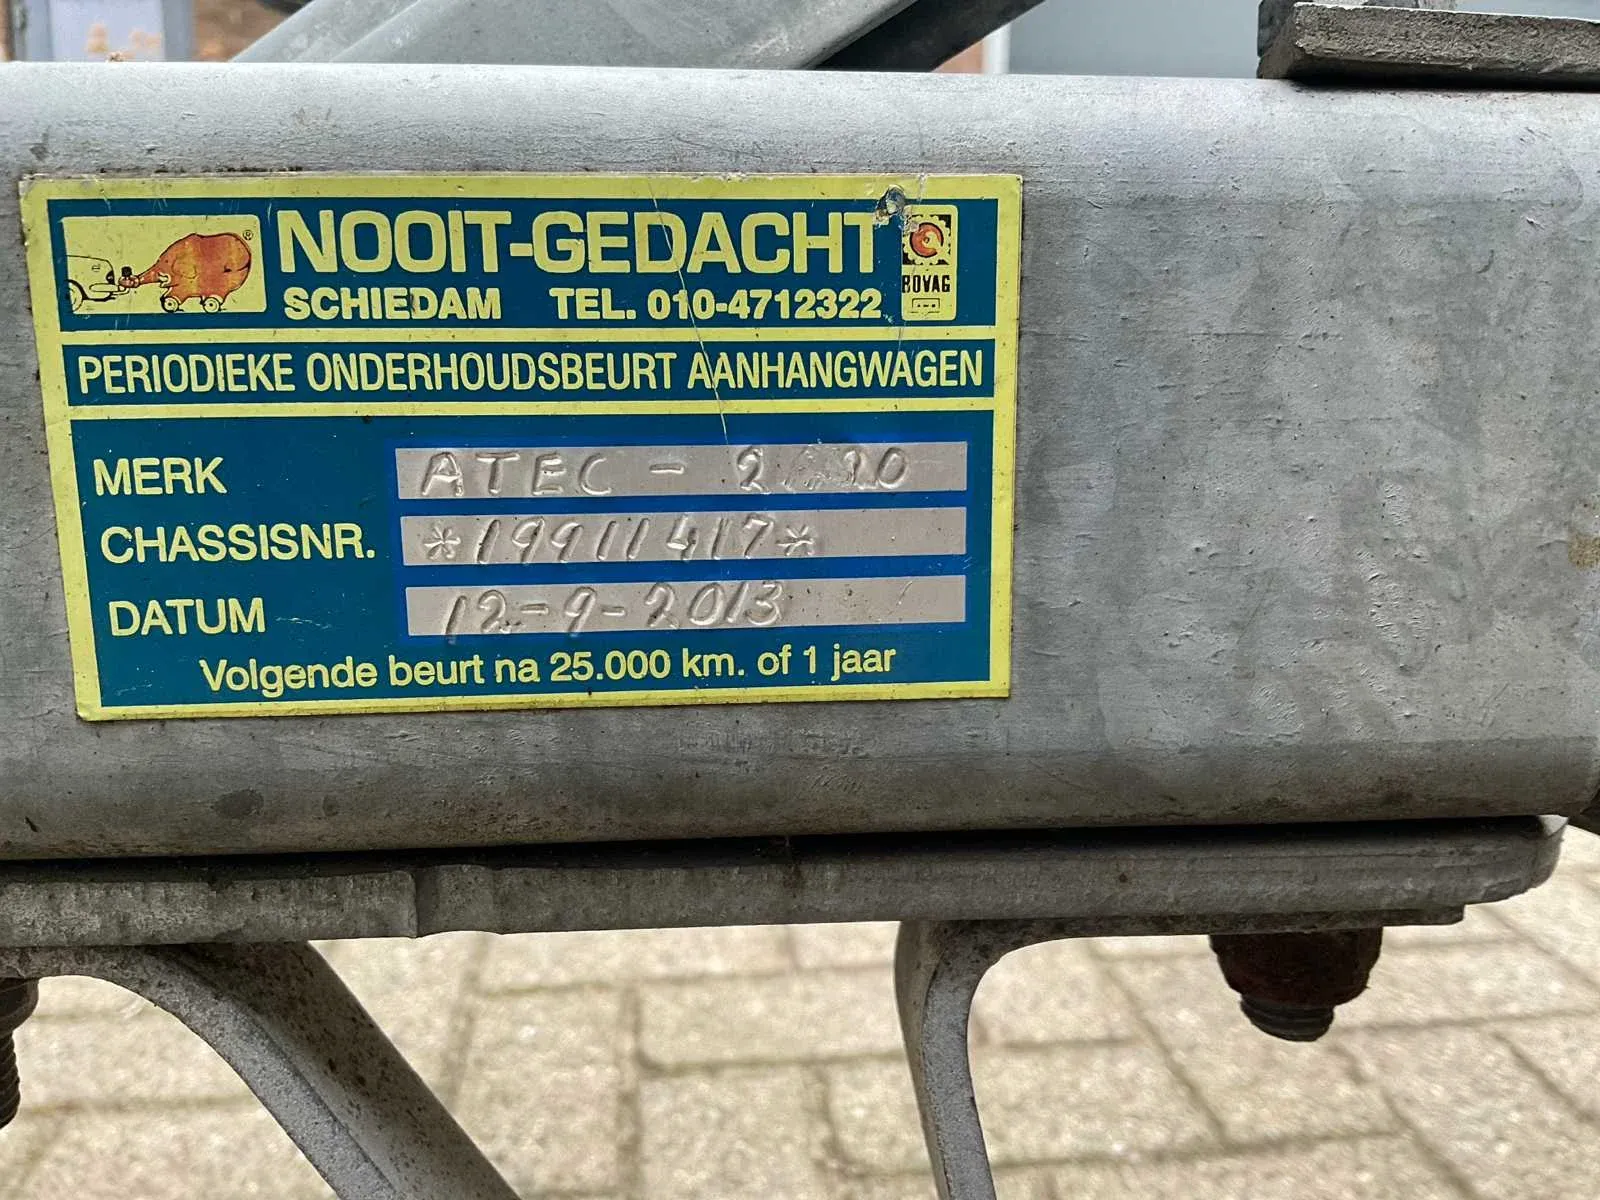 NOOIT-GEDACHT
SCHIEDAM TEL. 010-4712322
BOVAG
PERIODIEKE ONDERHOUDSBEURT AANHANGWAGEN
MERK ATEC -
CHASSISNR. *19911417*
DATUM 12-9-2013
Volgende beurt na 25.000 km. of 1 jaar